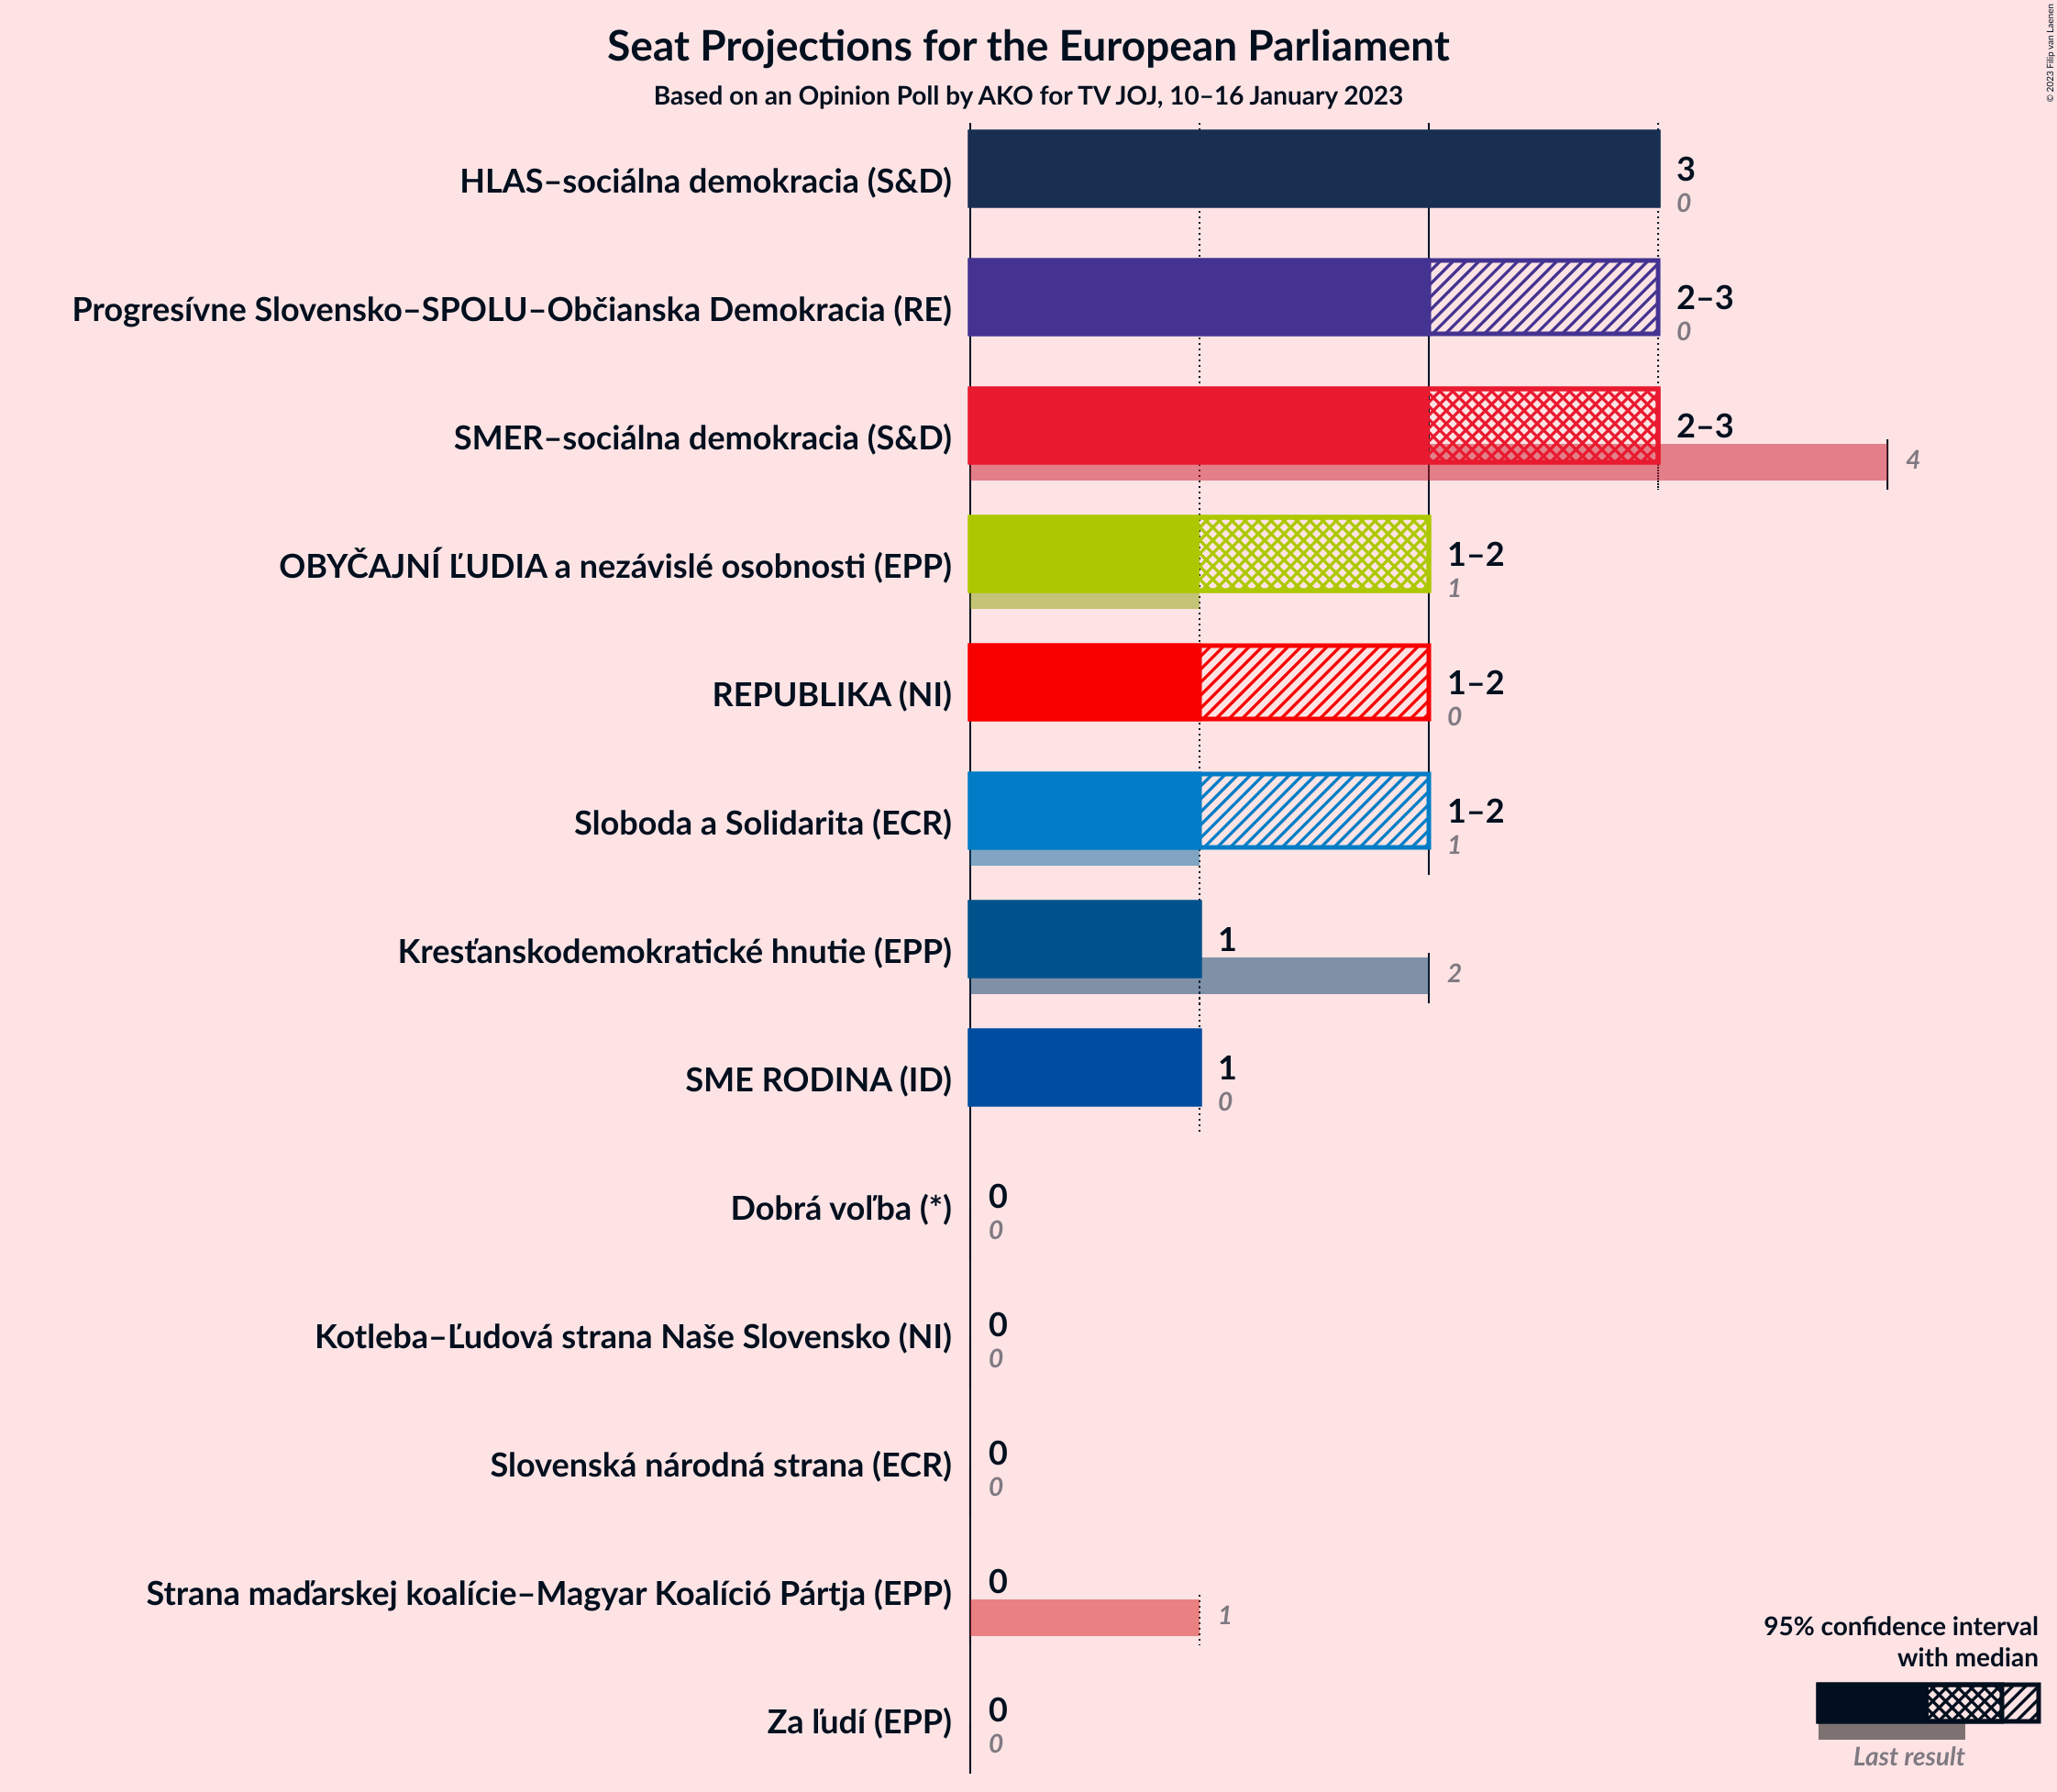 Seat Projections for the European Parliament
Based on an Opinion Poll by AKO for TV JOJ, 10–16 January 2023
© 2023 Filip van Laenen
HLAS–sociálna demokracia (S&D)
3
0
Progresívne Slovensko–SPOLU–Občianska Demokracia (RE)
2–3
0
SMER–sociálna demokracia (S&D)
2–3
4
OBYČAJNÍ ĽUDIA a nezávislé osobnosti (EPP)
1–2
1
REPUBLIKA (NI)
1–2
0
Sloboda a Solidarita (ECR)
1–2
1
Kresťanskodemokratické hnutie (EPP)
1
2
SME RODINA (ID)
1
0
Dobrá voľba (*)
0
0
Kotleba–Ľudová strana Naše Slovensko (NI)
0
0
Slovenská národná strana (ECR)
0
0
Strana maďarskej koalície–Magyar Koalíció Pártja (EPP)
0
1
Za ľudí (EPP)
0
0
95% confidence interval
with median
Last result